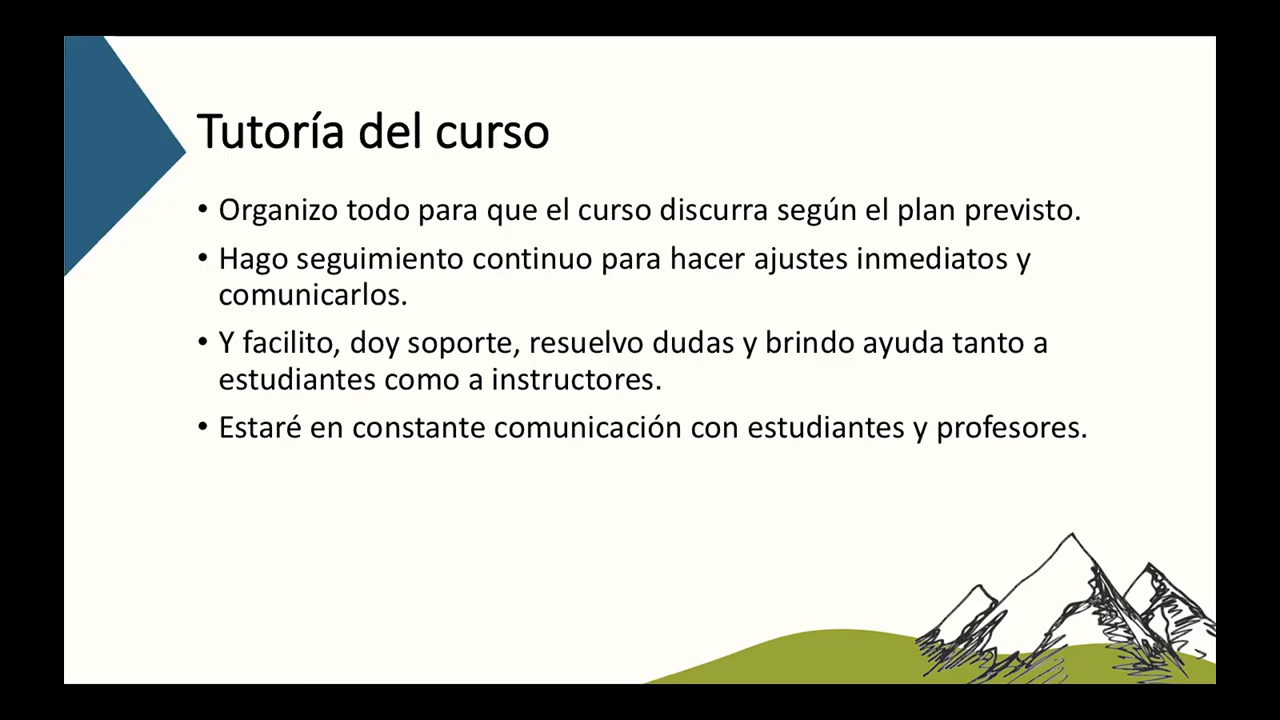 Tutoría del curso
• Organizo todo para que el curso discurra según el plan previsto.
• Hago seguimiento continuo para hacer ajustes inmediatos y
comunicarlos.
• Y facilito, doy soporte, resuelvo dudas y brindo ayuda tanto a
estudiantes como a instructores.
• Estaré en constante comunicación con estudiantes y profesores.